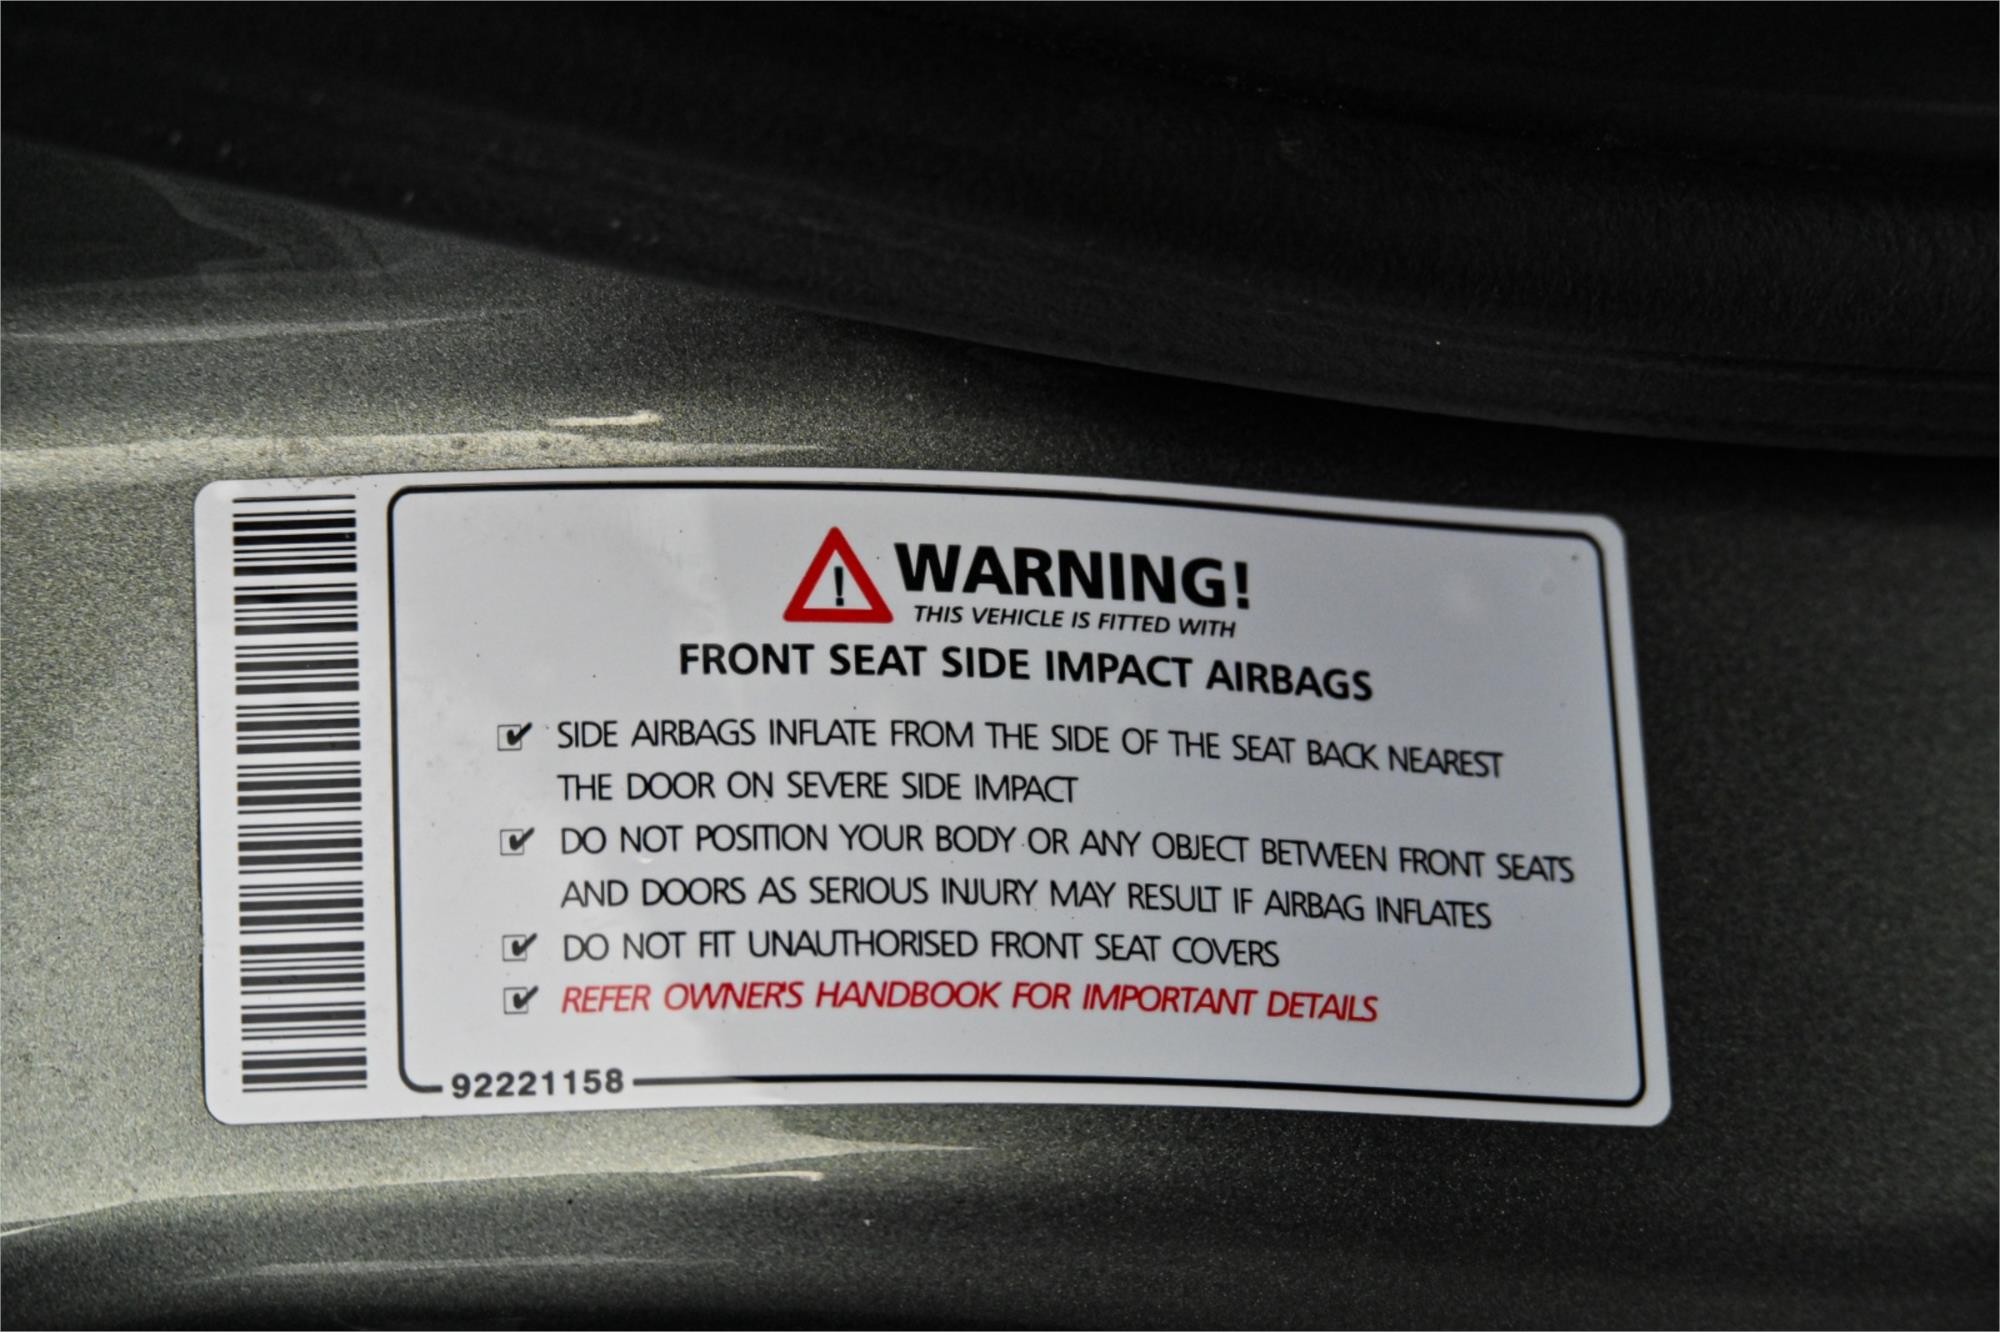 !
WARNING!
THIS VEHICLE IS FITTED WITH
FRONT SEAT SIDE IMPACT AIRBAGS
SIDE AIRBAGS INFLATE FROM THE SIDE OF THE SEAT BACK NEAREST
THE DOOR ON SEVERE SIDE IMPACT
DO NOT POSITION YOUR BODY OR ANY OBJECT BETWEEN FRONT SEATS
AND DOORS AS SERIOUS INJURY MAY RESULT IF AIRBAG INFLATES
DO NOT FIT UNAUTHORISED FRONT SEAT COVERS
REFER OWNER'S HANDBOOK FOR IMPORTANT DETAILS
92221158